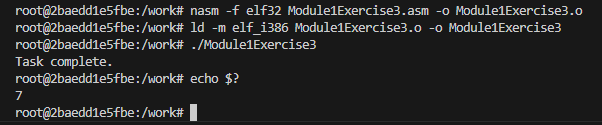 root@2baedd1e5fbe:/work# nasm -f elf32 Module1Exercise3.asm -o Module1Exercise3.o
root@2baedd1e5fbe:/work# ld -m elf_i386 Module1Exercise3.o -o Module1Exercise3
root@2baedd1e5fbe:/work# ./Module1Exercise3
Task complete.
root@2baedd1e5fbe:/work# echo $?
7
root@2baedd1e5fbe:/work#